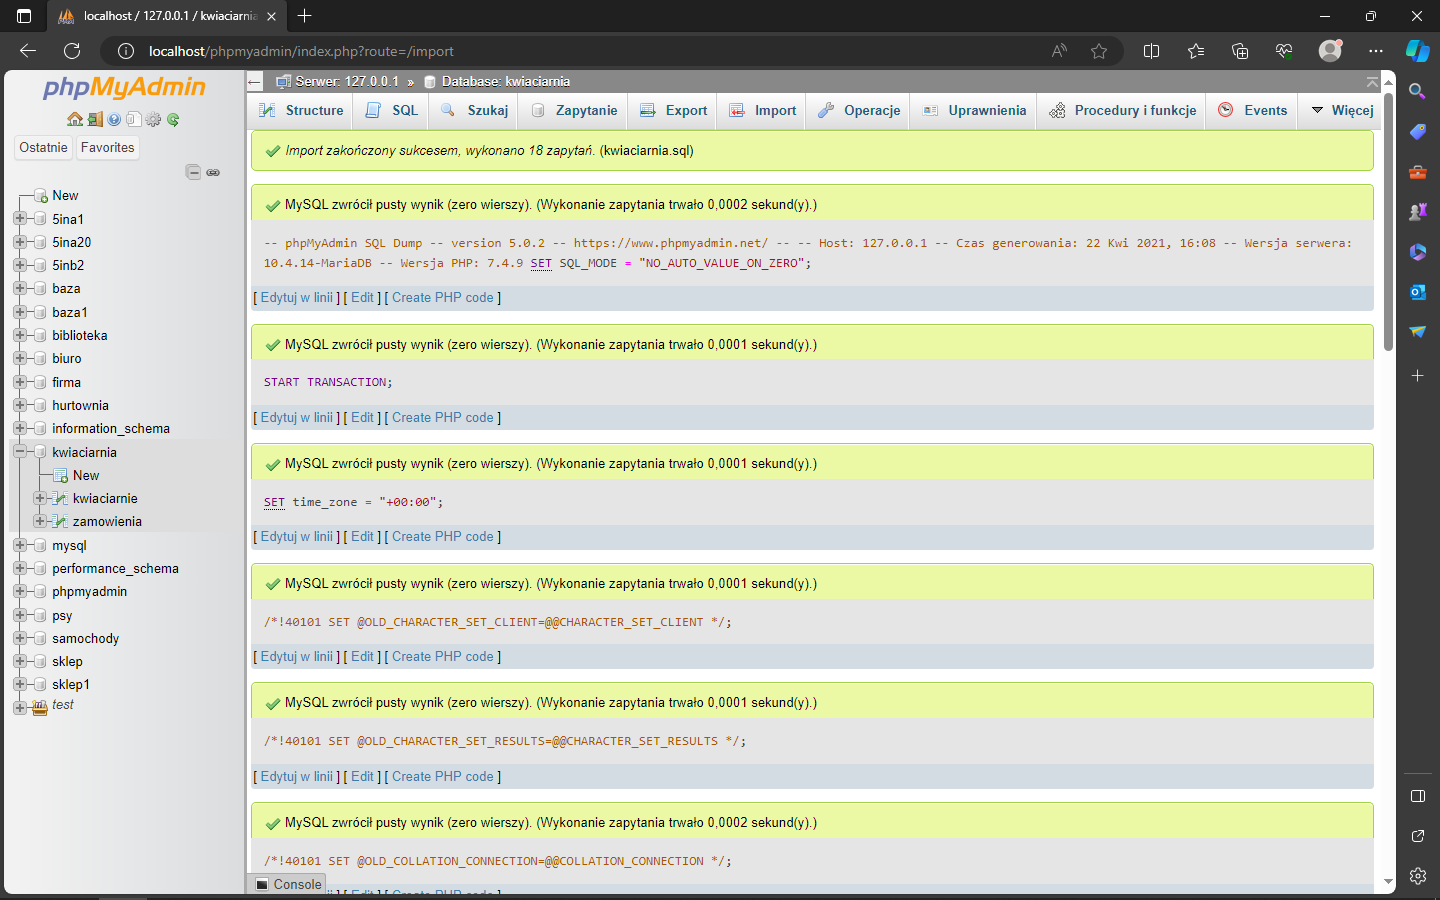 localhost / 127.0.0.1 / kwiaciarnia
localhost/phpmyadmin/index.php?route=/import
phpMyAdmin
Ostatnie Favorites
New
5ina1
5ina20
5inb2
baza
baza1
biblioteka
biuro
firma
hurtownia
information_schema
kwiaciarnia
New
kwiaciarnie
zamowienia
mysql
performance_schema
phpmyadmin
psy
samochody
sklep
sklep1
test
Serwer: 127.0.0.1 » Database: kwiaciarnia
Structure SQL Szukaj Zapytanie Export Import Operacje Uprawnienia Procedury i funkcje Events Więcej
Import zakończony sukcesem, wykonano 18 zapytań. (kwiaciarnia.sql)
MySQL zwrócił pusty wynik (zero wierszy). (Wykonanie zapytania trwało 0,0002 sekund(y).)
-- phpMyAdmin SQL Dump -- version 5.0.2 -- https://www.phpmyadmin.net/ -- -- Host: 127.0.0.1 -- Czas generowania: 22 Kwi 2021, 16:08 -- Wersja serwera:
10.4.14-MariaDB -- Wersja PHP: 7.4.9 SET SQL_MODE = "NO_AUTO_VALUE_ON_ZERO";
[ Edytuj w linii ] [ Edit ] [ Create PHP code ]
MySQL zwrócił pusty wynik (zero wierszy). (Wykonanie zapytania trwało 0,0001 sekund(y).)
START TRANSACTION;
[ Edytuj w linii ] [ Edit ] [ Create PHP code ]
MySQL zwrócił pusty wynik (zero wierszy). (Wykonanie zapytania trwało 0,0001 sekund(y).)
SET time_zone = "+00:00";
[ Edytuj w linii ] [ Edit ] [ Create PHP code ]
MySQL zwrócił pusty wynik (zero wierszy). (Wykonanie zapytania trwało 0,0001 sekund(y).)
/*!40101 SET @OLD_CHARACTER_SET_CLIENT=@@CHARACTER_SET_CLIENT */;
[ Edytuj w linii ] [ Edit ] [ Create PHP code ]
MySQL zwrócił pusty wynik (zero wierszy). (Wykonanie zapytania trwało 0,0001 sekund(y).)
/*!40101 SET @OLD_CHARACTER_SET_RESULTS=@@CHARACTER_SET_RESULTS */;
[ Edytuj w linii ] [ Edit ] [ Create PHP code ]
MySQL zwrócił pusty wynik (zero wierszy). (Wykonanie zapytania trwało 0,0002 sekund(y).)
/*!40101 SET @OLD_COLLATION_CONNECTION=@@COLLATION_CONNECTION */;
Console